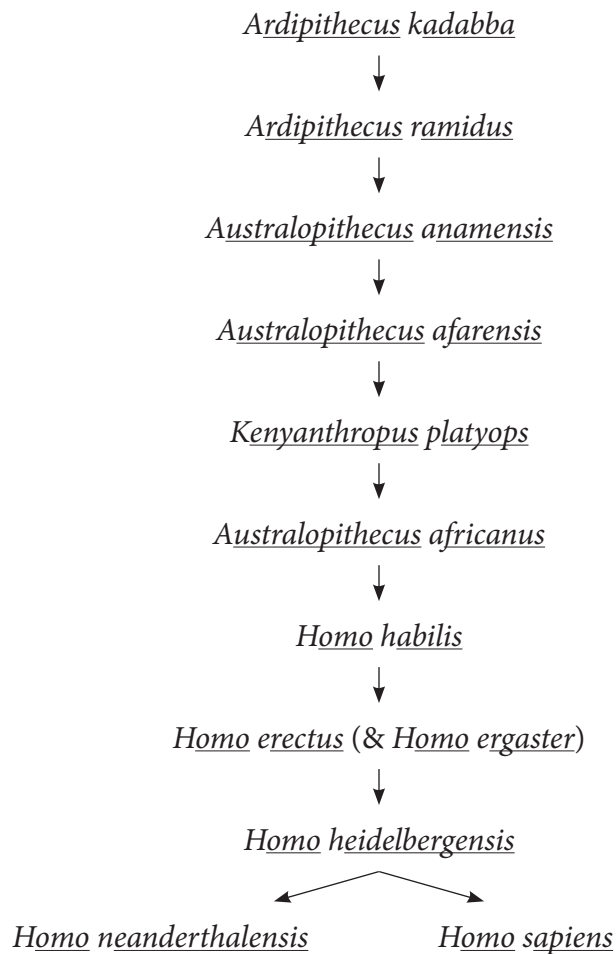 Ardipithecus kadabba
Ardipithecus ramidus
Australopithecus anamensis
Australopithecus afarensis
Kenyanthropus platyops
Australopithecus africanus
Homo habilis
Homo erectus (& Homo ergaster)
Homo heidelbergensis
Homo neanderthalensis Homo sapiens